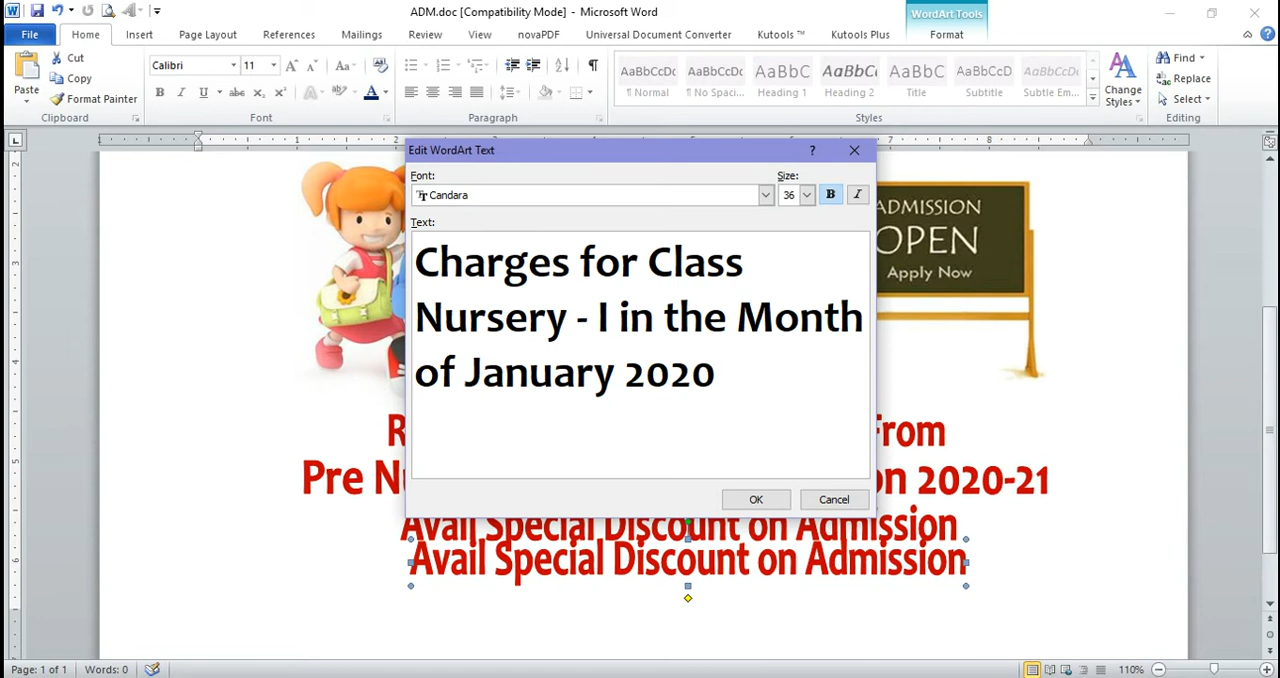 ADM.doc [Compatibility Mode] - Microsoft Word
WordArt Tools
File Home Insert Page Layout References Mailings Review View novaPDF Universal Document Converter Kutools ™ Kutools Plus Format
Paste
Cut
Copy
Format Painter
Clipboard
Calibri 11
Font
Paragraph
AaBbCcDc AaBbCcDc AaBbC AaBbCc AaBbC AaBbCcD AaBbCcD
¶ Normal ¶ No Spaci... Heading 1 Heading 2 Title Subtitle Subtle Em...
Change Styles
Styles
Find
Replace
Select
Editing
Edit WordArt Text
Font: Size:
Candara 36 B I
Text:
Charges for Class
Nursery - I in the Month
of January 2020
OK Cancel
ADMISSION
OPEN
Apply Now
From
Pre on 2020-21
Avail Special Discount on Admission
Avail Special Discount on Admission
Page: 1 of 1 Words: 0 110%